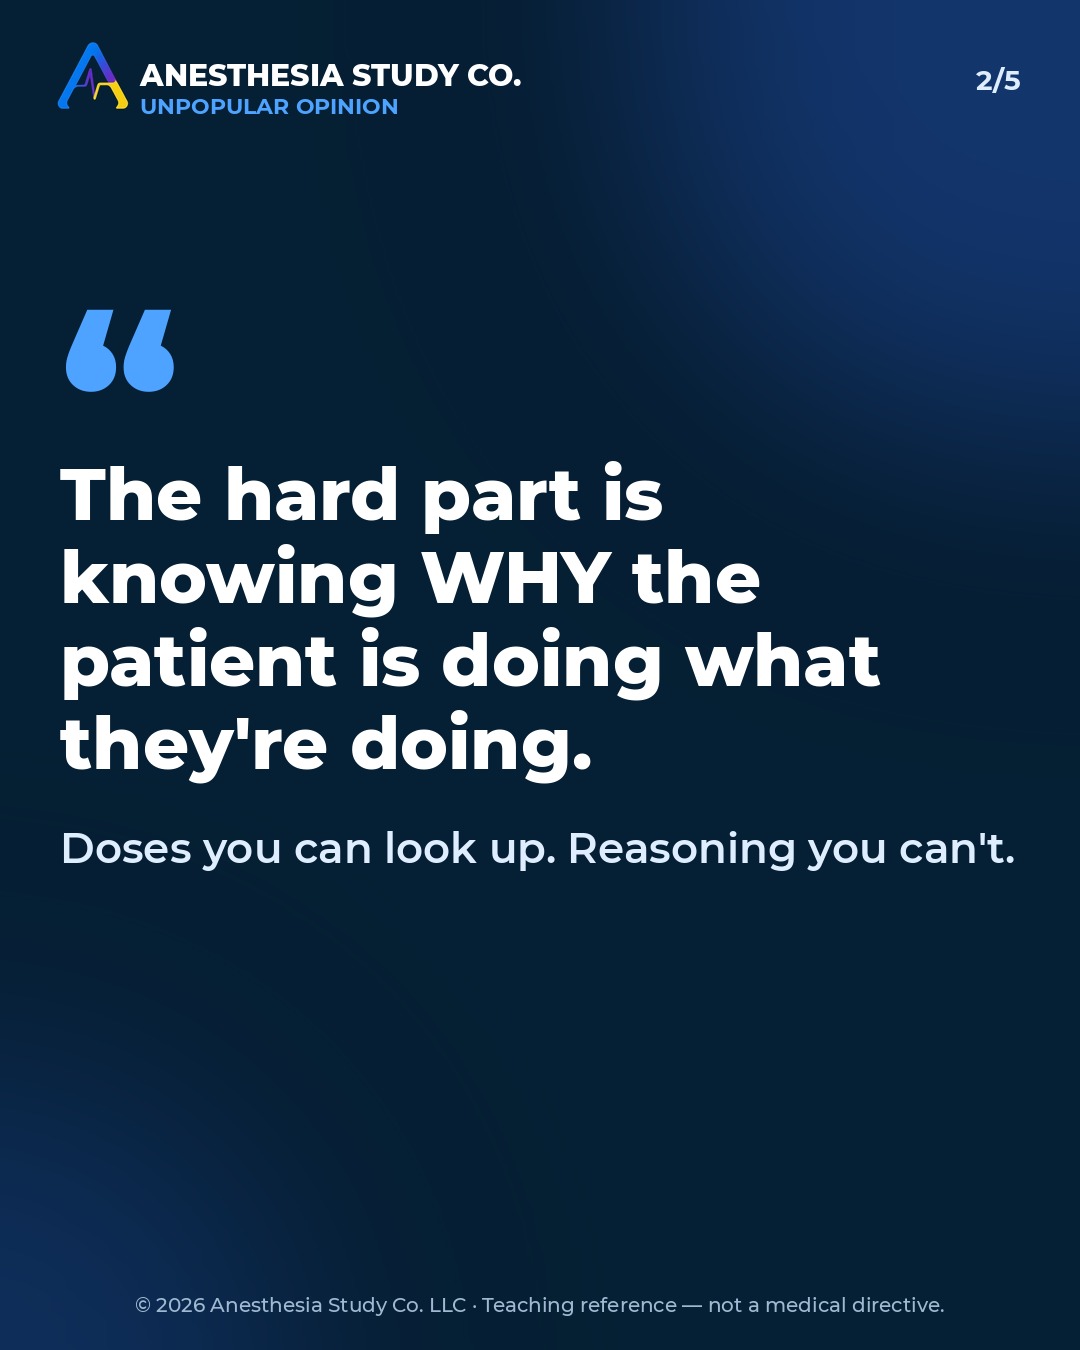 ANESTHESIA STUDY CO.
UNPOPULAR OPINION
2/5
“
The hard part is
knowing WHY the
patient is doing what
they're doing.
Doses you can look up. Reasoning you can't.
© 2026 Anesthesia Study Co. LLC · Teaching reference — not a medical directive.